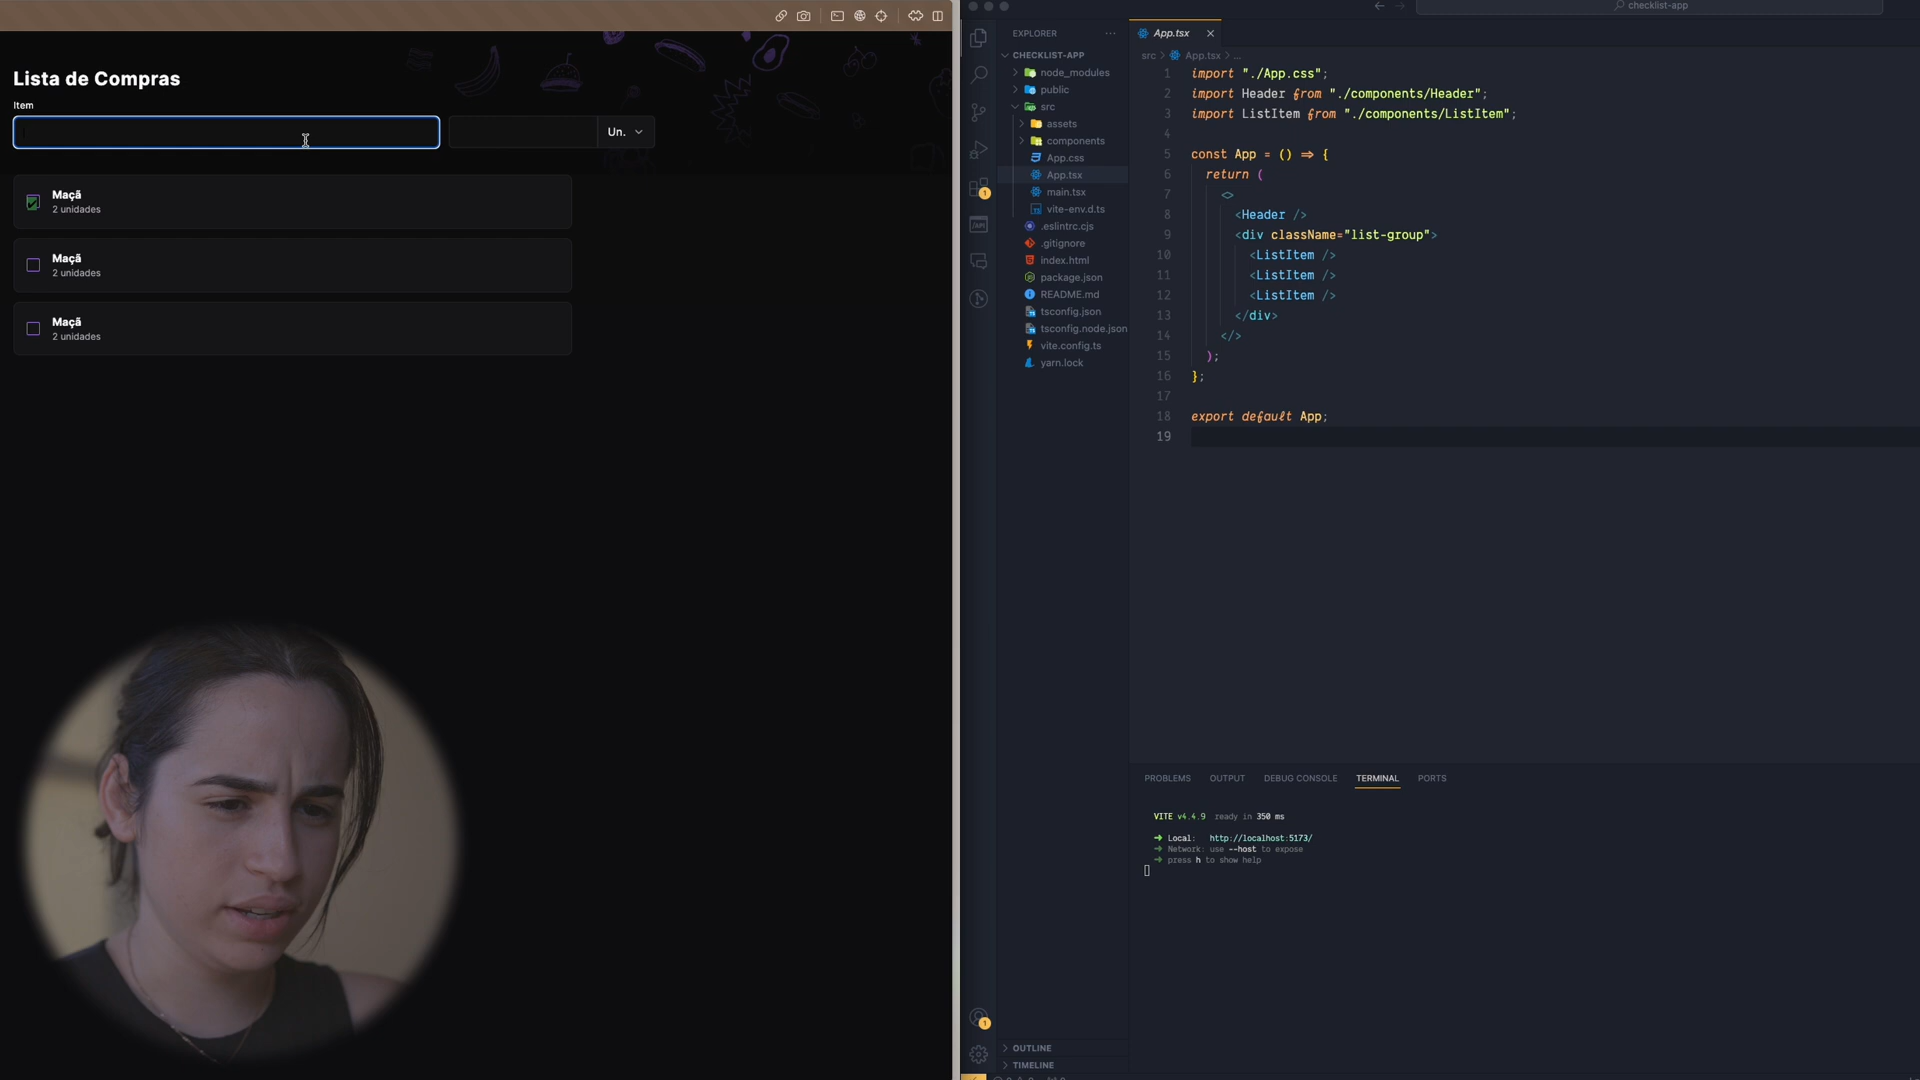 Lista de Compras
Item
Un.
Maçã
2 unidades
Maçã
2 unidades
Maçã
2 unidades
checklist-app
EXPLORER
CHECKLIST-APP
node_modules
public
src
assets
components
App.css
App.tsx
main.tsx
vite-env.d.ts
.eslintrc.cjs
.gitignore
index.html
package.json
README.md
tsconfig.json
tsconfig.node.json
vite.config.ts
yarn.lock
OUTLINE
TIMELINE
1
1
App.tsx
src > App.tsx > ...
1 import "./App.css";
2 import Header from "./components/Header";
3 import ListItem from "./components/ListItem";
4
5 const App = () => {
6 return (
7 <>
8 <Header />
9 <div className="list-group">
10 <ListItem />
11 <ListItem />
12 <ListItem />
13 </div>
14 </>
15 );
16 };
17
18 export default App;
19
PROBLEMS OUTPUT DEBUG CONSOLE TERMINAL PORTS
VITE v4.4.9 ready in 350 ms
➜ Local: http://localhost:5173/
➜ Network: use --host to expose
➜ press h to show help